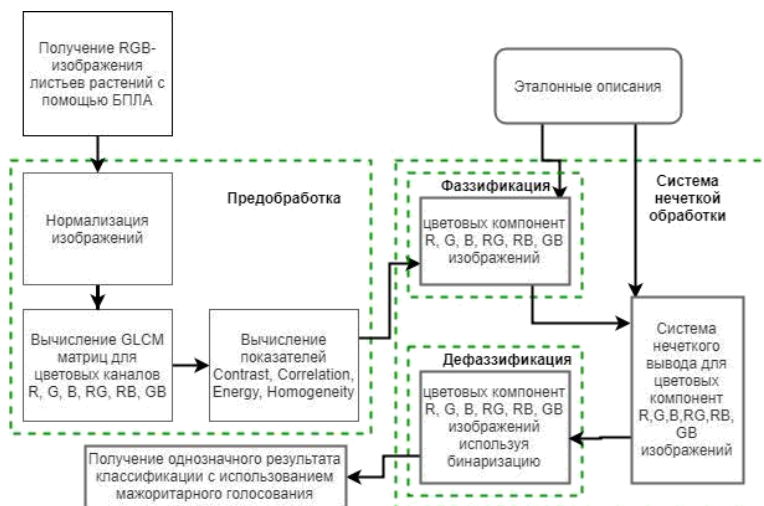 Получение RGB-
изображения
листьев растений с
помощью БПЛА
Эталонные описания
Предобработка
Нормализация
изображений
Вычисление GLCM
матриц для
цветовых каналов
R, G, B, RG, RB, GB
Вычисление
показателей
Contrast, Correlation,
Energy, Homogeneity
Фаззификация
цветовых компонент
R, G, B, RG, RB, GB
изображений
Система
нечеткой
обработки
Система
нечеткого
вывода для
цветовых
компонент
R,G,B,RG,RB,
GB
изображений
Дефаззификация
цветовых компонент
R, G, B, RG, RB, GB
изображений
используя
бинаризацию
Получение однозначного результата
классификации с использованием
мажоритарного голосования